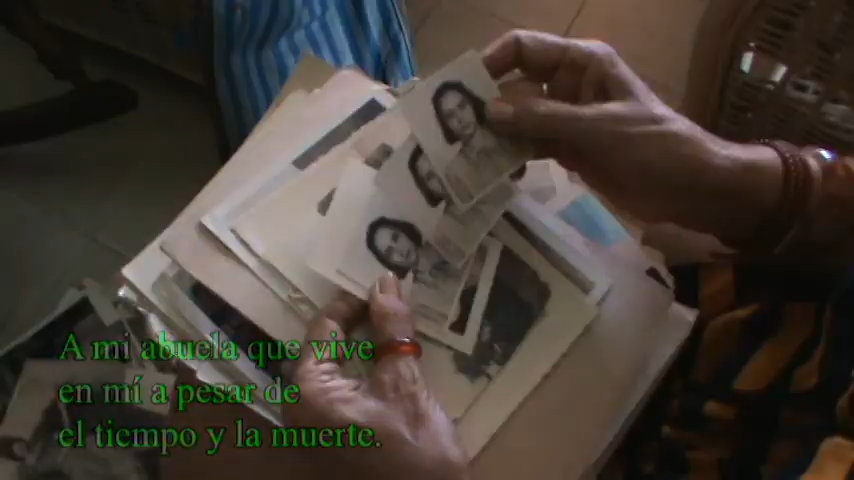 A mi abuela que vive
en mí a pesar de
el tiempo y la muerte.